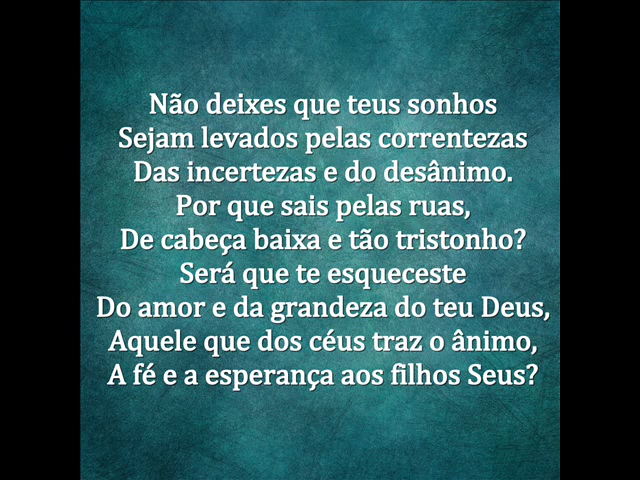 Não deixes que teus sonhos
Sejam levados pelas correntezas
Das incertezas e do desânimo.
Por que sais pelas ruas,
De cabeça baixa e tão tristonho?
Será que te esqueceste
Do amor e da grandeza do teu Deus,
Aquele que dos céus traz o ânimo,
A fé e a esperança aos filhos Seus?